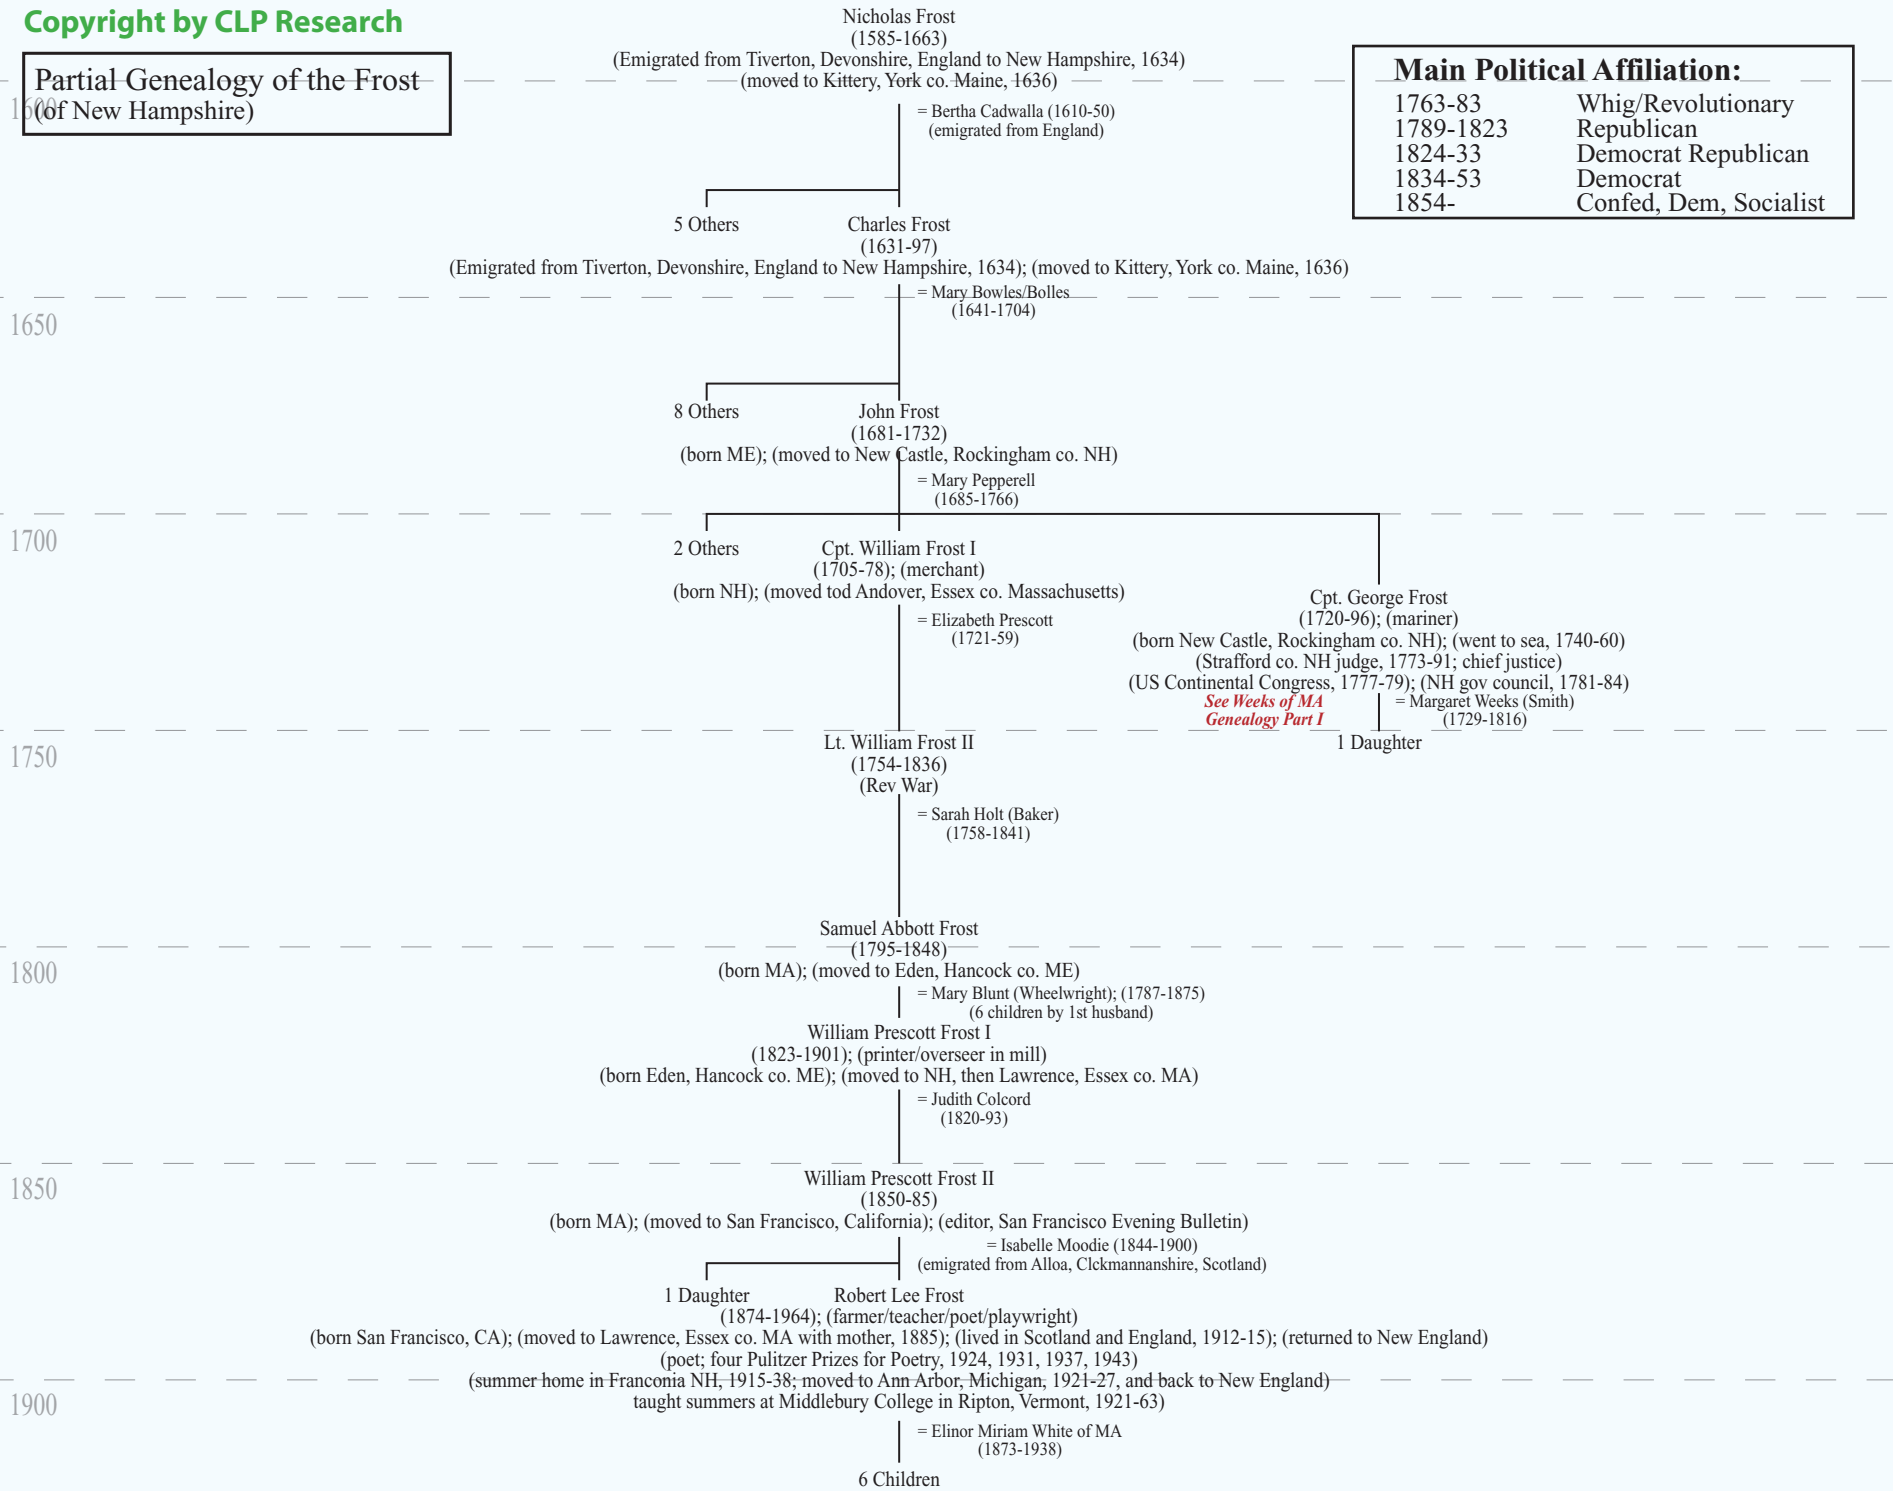 Copyright by CLP Research
Partial Genealogy of the Frost
(of New Hampshire)
Main Political Affiliation:
1763-83 Whig/Revolutionary
1789-1823 Republican
1824-33 Democrat Republican
1834-53 Democrat
1854- Confed, Dem, Socialist
Nicholas Frost
(1585-1663)
(Emigrated from Tiverton, Devonshire, England to New Hampshire, 1634)
(moved to Kittery, York co. Maine, 1636)
1600
= Bertha Cadwalla (1610-50)
(emigrated from England)
5 Others
Charles Frost
(1631-97)
(Emigrated from Tiverton, Devonshire, England to New Hampshire, 1634); (moved to Kittery, York co. Maine, 1636)
= Mary Bowles/Bolles
(1641-1704)
1650
8 Others
John Frost
(1681-1732)
(born ME); (moved to New Castle, Rockingham co. NH)
= Mary Pepperell
(1685-1766)
1700
2 Others
Cpt. William Frost I
(1705-78); (merchant)
(born NH); (moved tod Andover, Essex co. Massachusetts)
= Elizabeth Prescott
(1721-59)
Cpt. George Frost
(1720-96); (mariner)
(born New Castle, Rockingham co. NH); (went to sea, 1740-60)
(Strafford co. NH judge, 1773-91; chief justice)
(US Continental Congress, 1777-79); (NH gov council, 1781-84)
See Weeks of MA
Genealogy Part I
= Margaret Weeks (Smith)
(1729-1816)
1 Daughter
1750
Lt. William Frost II
(1754-1836)
(Rev War)
= Sarah Holt (Baker)
(1758-1841)
Samuel Abbott Frost
(1795-1848)
(born MA); (moved to Eden, Hancock co. ME)
1800
= Mary Blunt (Wheelwright); (1787-1875)
(6 children by 1st husband)
William Prescott Frost I
(1823-1901); (printer/overseer in mill)
(born Eden, Hancock co. ME); (moved to NH, then Lawrence, Essex co. MA)
= Judith Colcord
(1820-93)
1850
William Prescott Frost II
(1850-85)
(born MA); (moved to San Francisco, California); (editor, San Francisco Evening Bulletin)
= Isabelle Moodie (1844-1900)
(emigrated from Alloa, Clckmannanshire, Scotland)
1 Daughter
Robert Lee Frost
(1874-1964); (farmer/teacher/poet/playwright)
(born San Francisco, CA); (moved to Lawrence, Essex co. MA with mother, 1885); (lived in Scotland and England, 1912-15); (returned to New England)
(poet; four Pulitzer Prizes for Poetry, 1924, 1931, 1937, 1943)
(summer home in Franconia NH, 1915-38; moved to Ann Arbor, Michigan, 1921-27, and back to New England)
taught summers at Middlebury College in Ripton, Vermont, 1921-63)
1900
= Elinor Miriam White of MA
(1873-1938)
6 Children